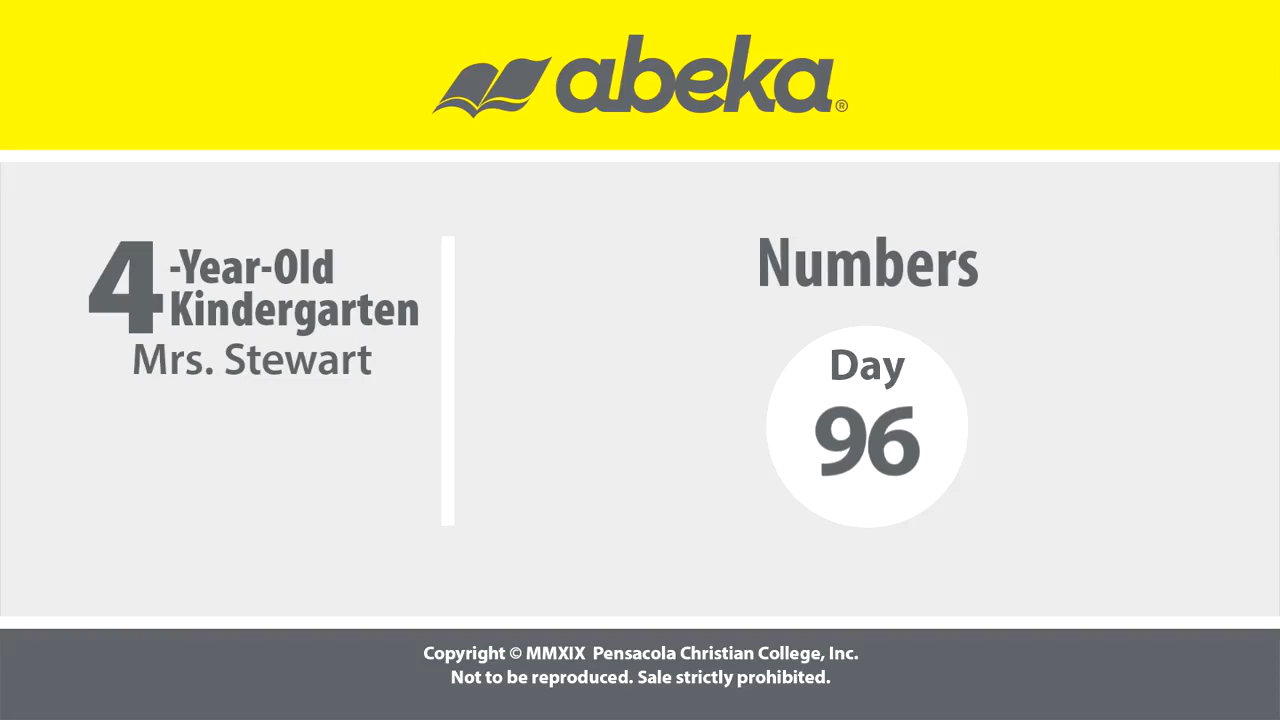 abeka®
4-Year-Old
Kindergarten
Mrs. Stewart
Numbers
Day
96
Copyright © MMXIX Pensacola Christian College, Inc.
Not to be reproduced. Sale strictly prohibited.